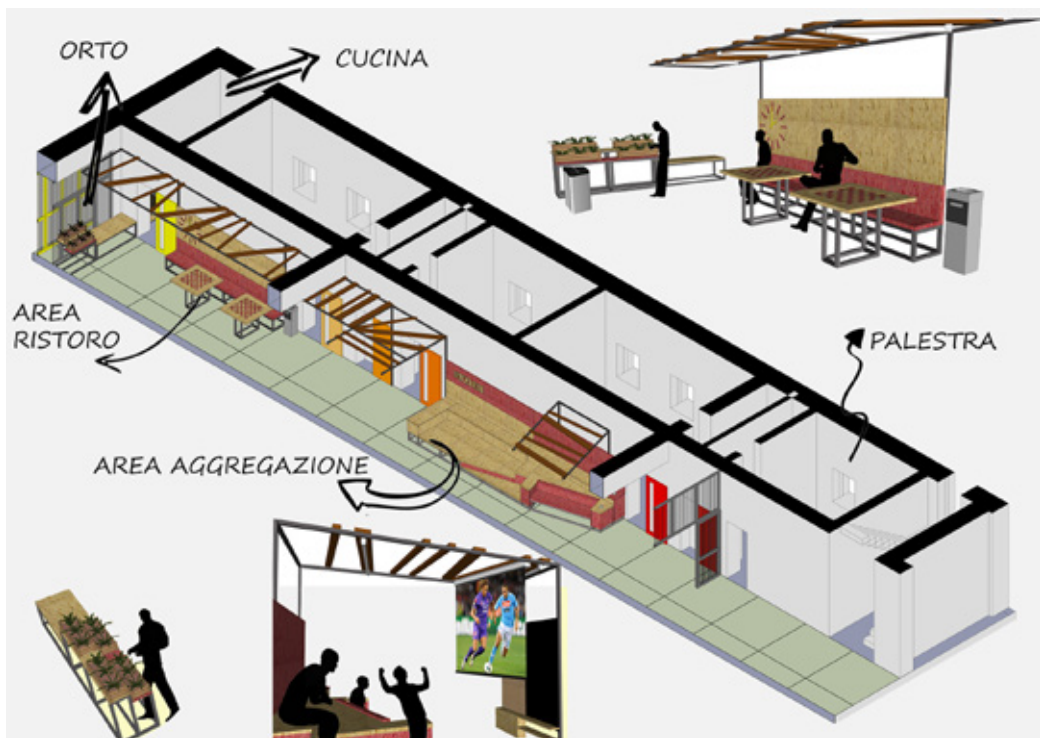 ORTO
CUCINA
AREA
RISTORO
PALESTRA
AREA AGGREGAZIONE